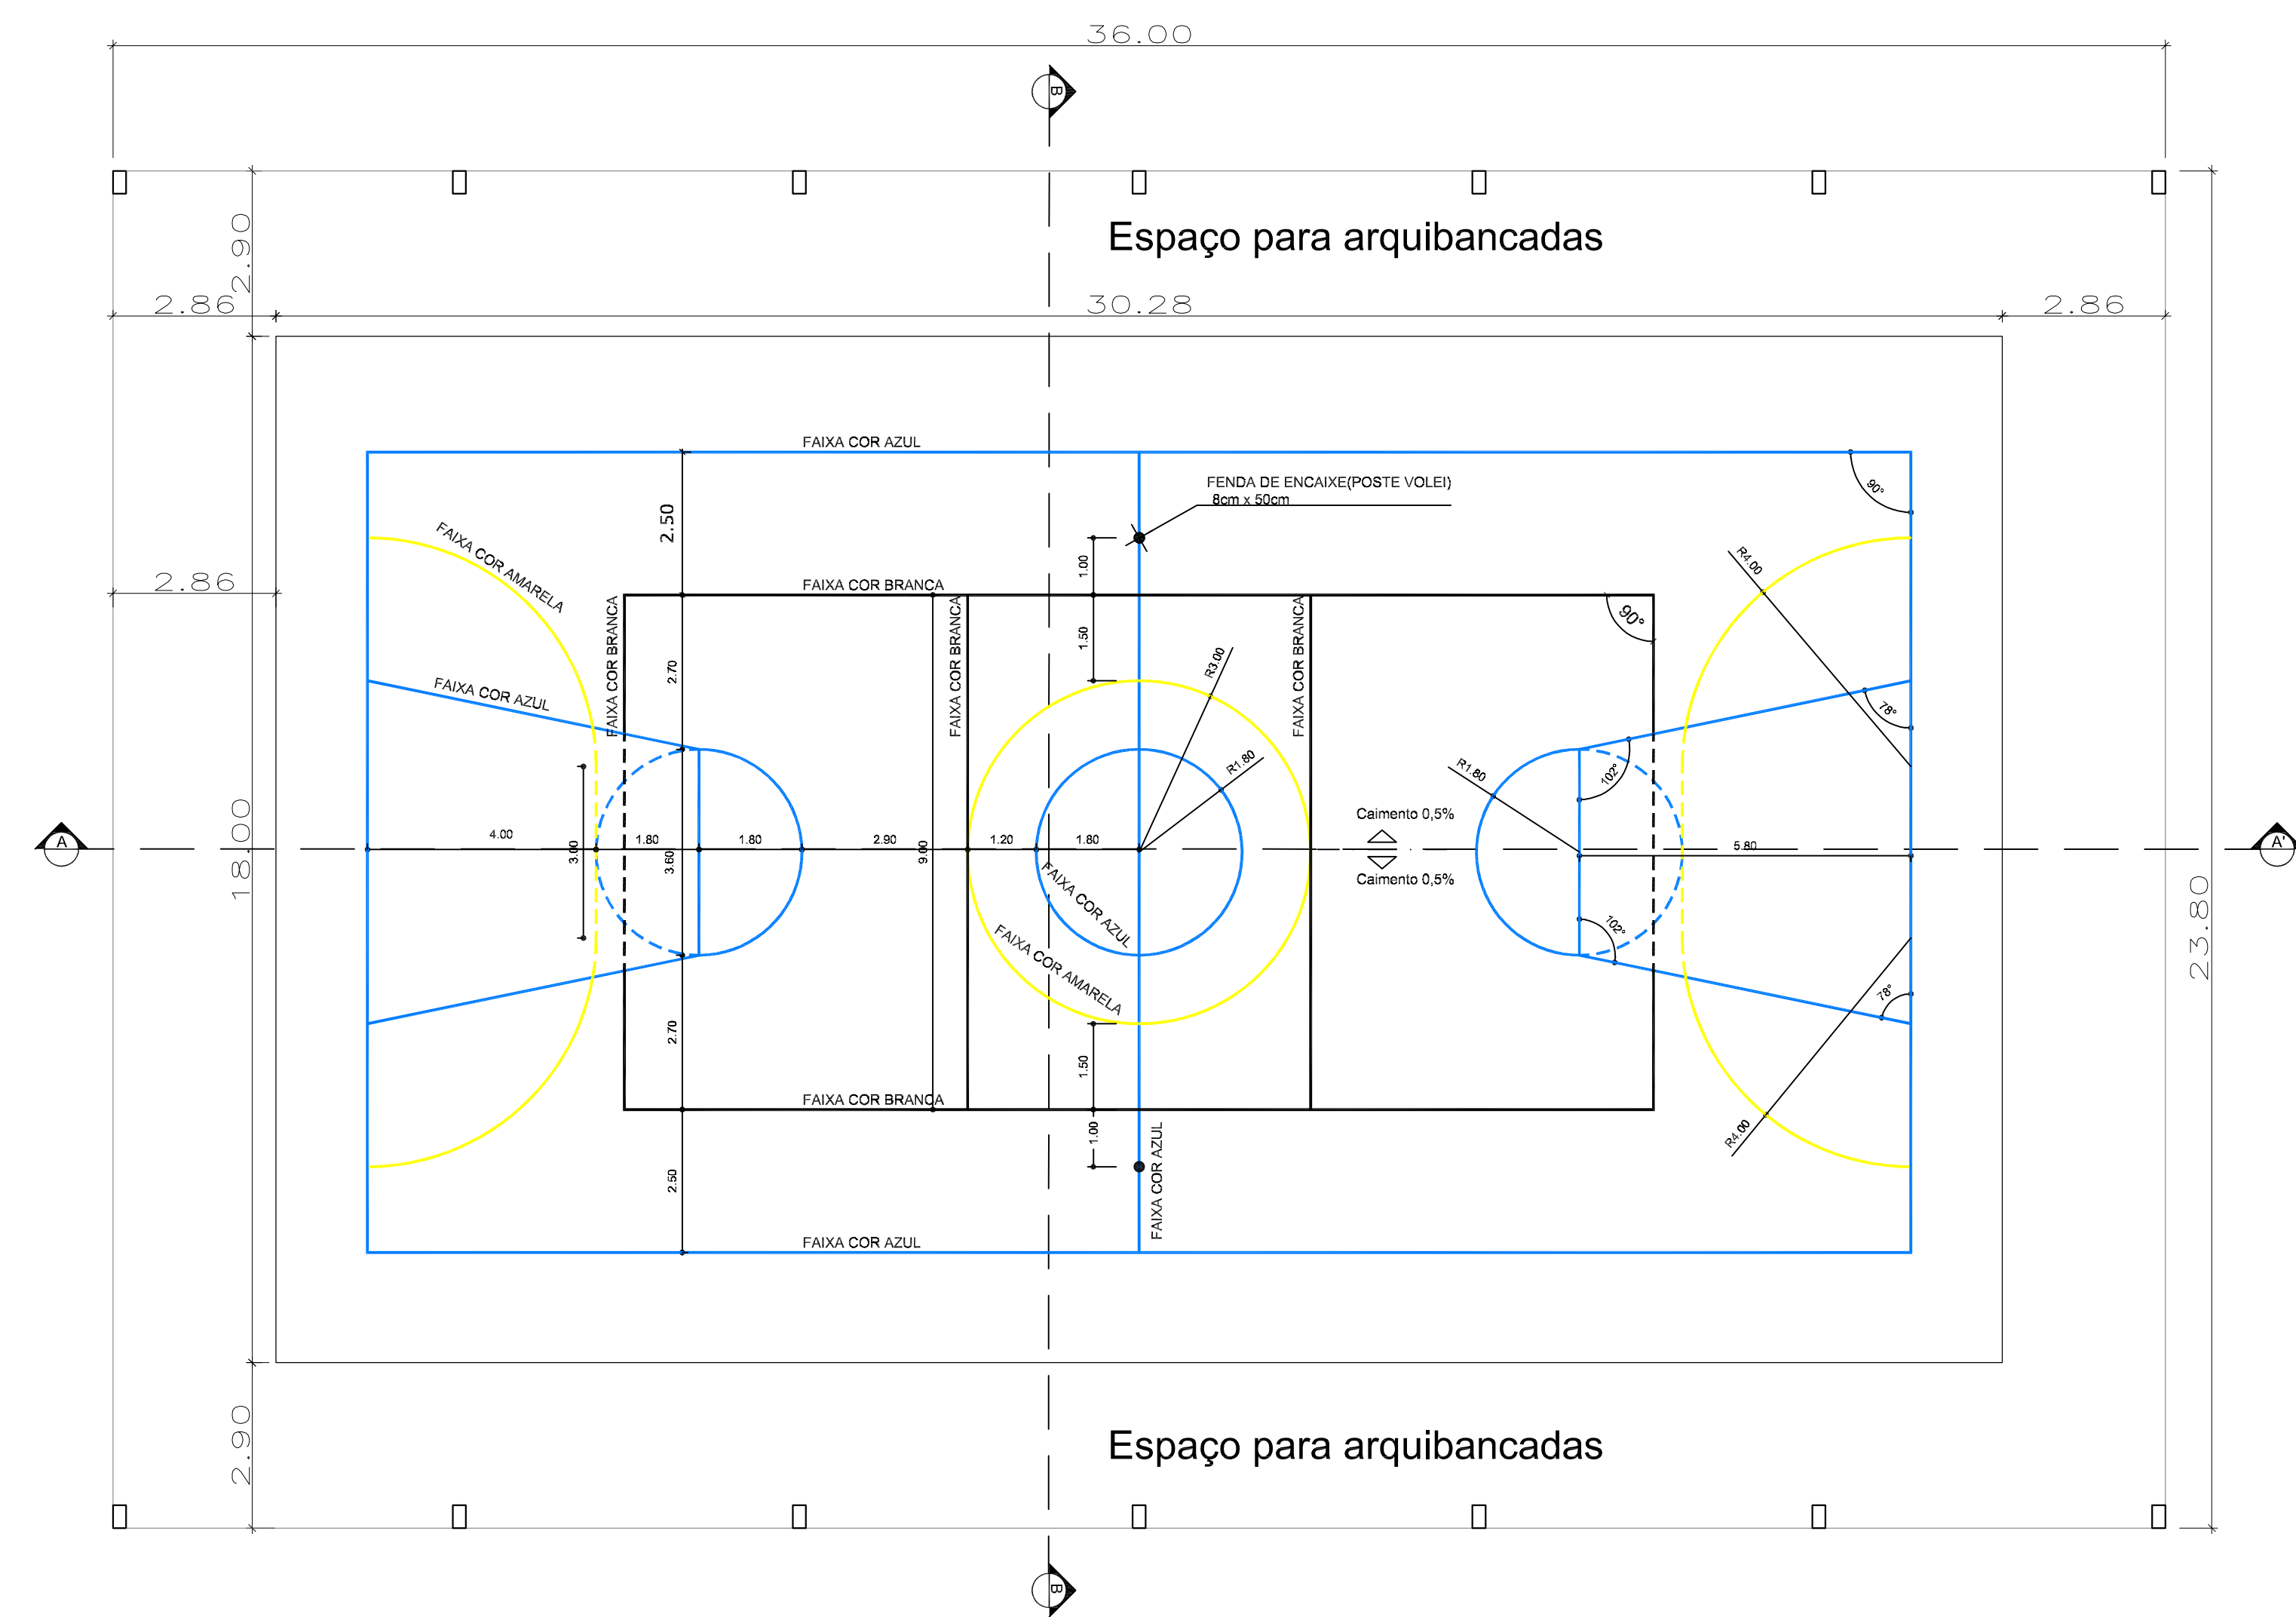 36.00
B
Espaço para arquibancadas
2.90
2.86
30.28
2.86
FAIXA COR AZUL
FENDA DE ENCAIXE(POSTE VOLEI)
8cm x 50cm
90°
2.50
FAIXA COR AMARELA
R4.00
1.00
2.86
FAIXA COR BRANCA
FAIXA COR BRANCA
FAIXA COR BRANCA
FAIXA COR BRANCA
90°
1.50
2.70
R3.00
FAIXA COR AZUL
78°
R1.80
R1.80
102°
Caimento 0,5%
A
18.00
4.00
3.00
1.80
3.60
1.80
2.90
9.00
1.20
1.80
5.80
A'
Caimento 0,5%
23.80
FAIXA COR AZUL
102°
FAIXA COR AMARELA
78°
2.70
1.50
FAIXA COR BRANCA
1.00
R4.00
2.50
FAIXA COR AZUL
FAIXA COR AZUL
2.90
Espaço para arquibancadas
B